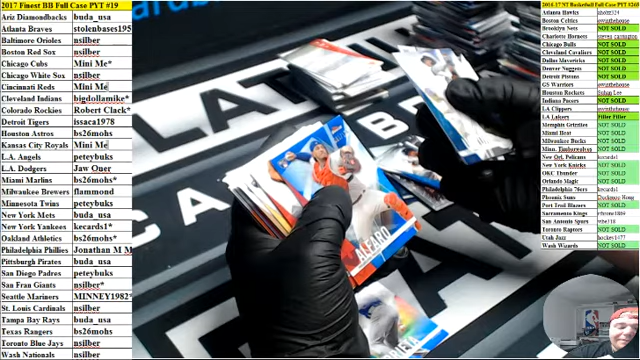 2017 Finest BB Full Case PYT #19
Ariz Diamondbacks buda_usa
Atlanta Braves stolenbases195
Baltimore Orioles nsilber
Boston Red Sox nsilber
Chicago Cubs Mini Me*
Chicago White Sox nsilber
Cincinnati Reds Mini Me
Cleveland Indians bigdollamike*
Colorado Rockies Robert Clack*
Detroit Tigers issaca1978
Houston Astros bs26mohs
Kansas City Royals Mini Me
L.A. Angels peteybuks
L.A. Dodgers Jaw Quer
Miami Marlins bs26mohs*
Milwaukee Brewers flammond
Minnesota Twins peteybuks
New York Mets buda_usa
New York Yankees kecards1*
Oakland Athletics bs26mohs*
Philadelphia Phillies Jonathan M M
Pittsburgh Pirates buda_usa
San Diego Padres peteybuks
San Fran Giants nsilber*
Seattle Mariners MINNEY1982*
St. Louis Cardinals nsilber
Tampa Bay Rays buda_usa
Texas Rangers bs26mohs
Toronto Blue Jays nsilber
Wash Nationals nsilber
ALFARO
2016-17 NT Basketball Full Case PYT #265
Atlanta Hawks
Boston Celtics
Brooklyn Nets NOT SOLD
Charlotte Hornets
Chicago Bulls NOT SOLD
Cleveland Cavaliers NOT SOLD
Dallas Mavericks NOT SOLD
Denver Nuggets NOT SOLD
Detroit Pistons NOT SOLD
GS Warriors
Houston Rockets
Indiana Pacers NOT SOLD
LA Clippers
LA Lakers Filler Filler
Memphis Grizzlies NOT SOLD
Miami Heat NOT SOLD
Milwaukee Bucks NOT SOLD
Minn. Timberwolves NOT SOLD
New Orl. Pelicans kecards1
New York Knicks NOT SOLD
OKC Thunder NOT SOLD
Orlando Magic NOT SOLD
Philadelphia 76ers kecards1
Phoenix Suns
Port Trail Blazers NOT SOLD
Sacramento Kings
San Antonio Spurs
Toronto Raptors NOT SOLD
Utah Jazz
Wash Wizards NOT SOLD